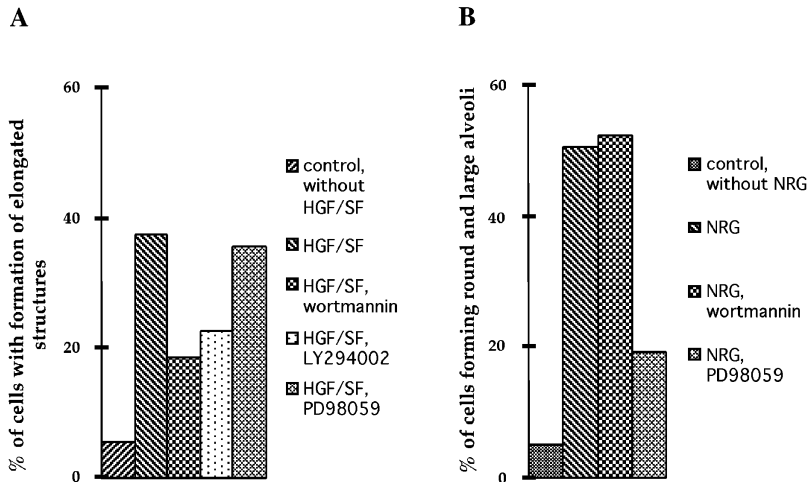 A
% of cells with formation of elongated
structures
60
40
20
0
control,
without
HGF/SF
HGF/SF
HGF/SF,
wortmannin
HGF/SF,
LY294002
HGF/SF,
PD98059
B
% of cells forming round and large alveoli
60
40
20
0
control,
without NRG
NRG
NRG,
wortmannin
NRG,
PD98059